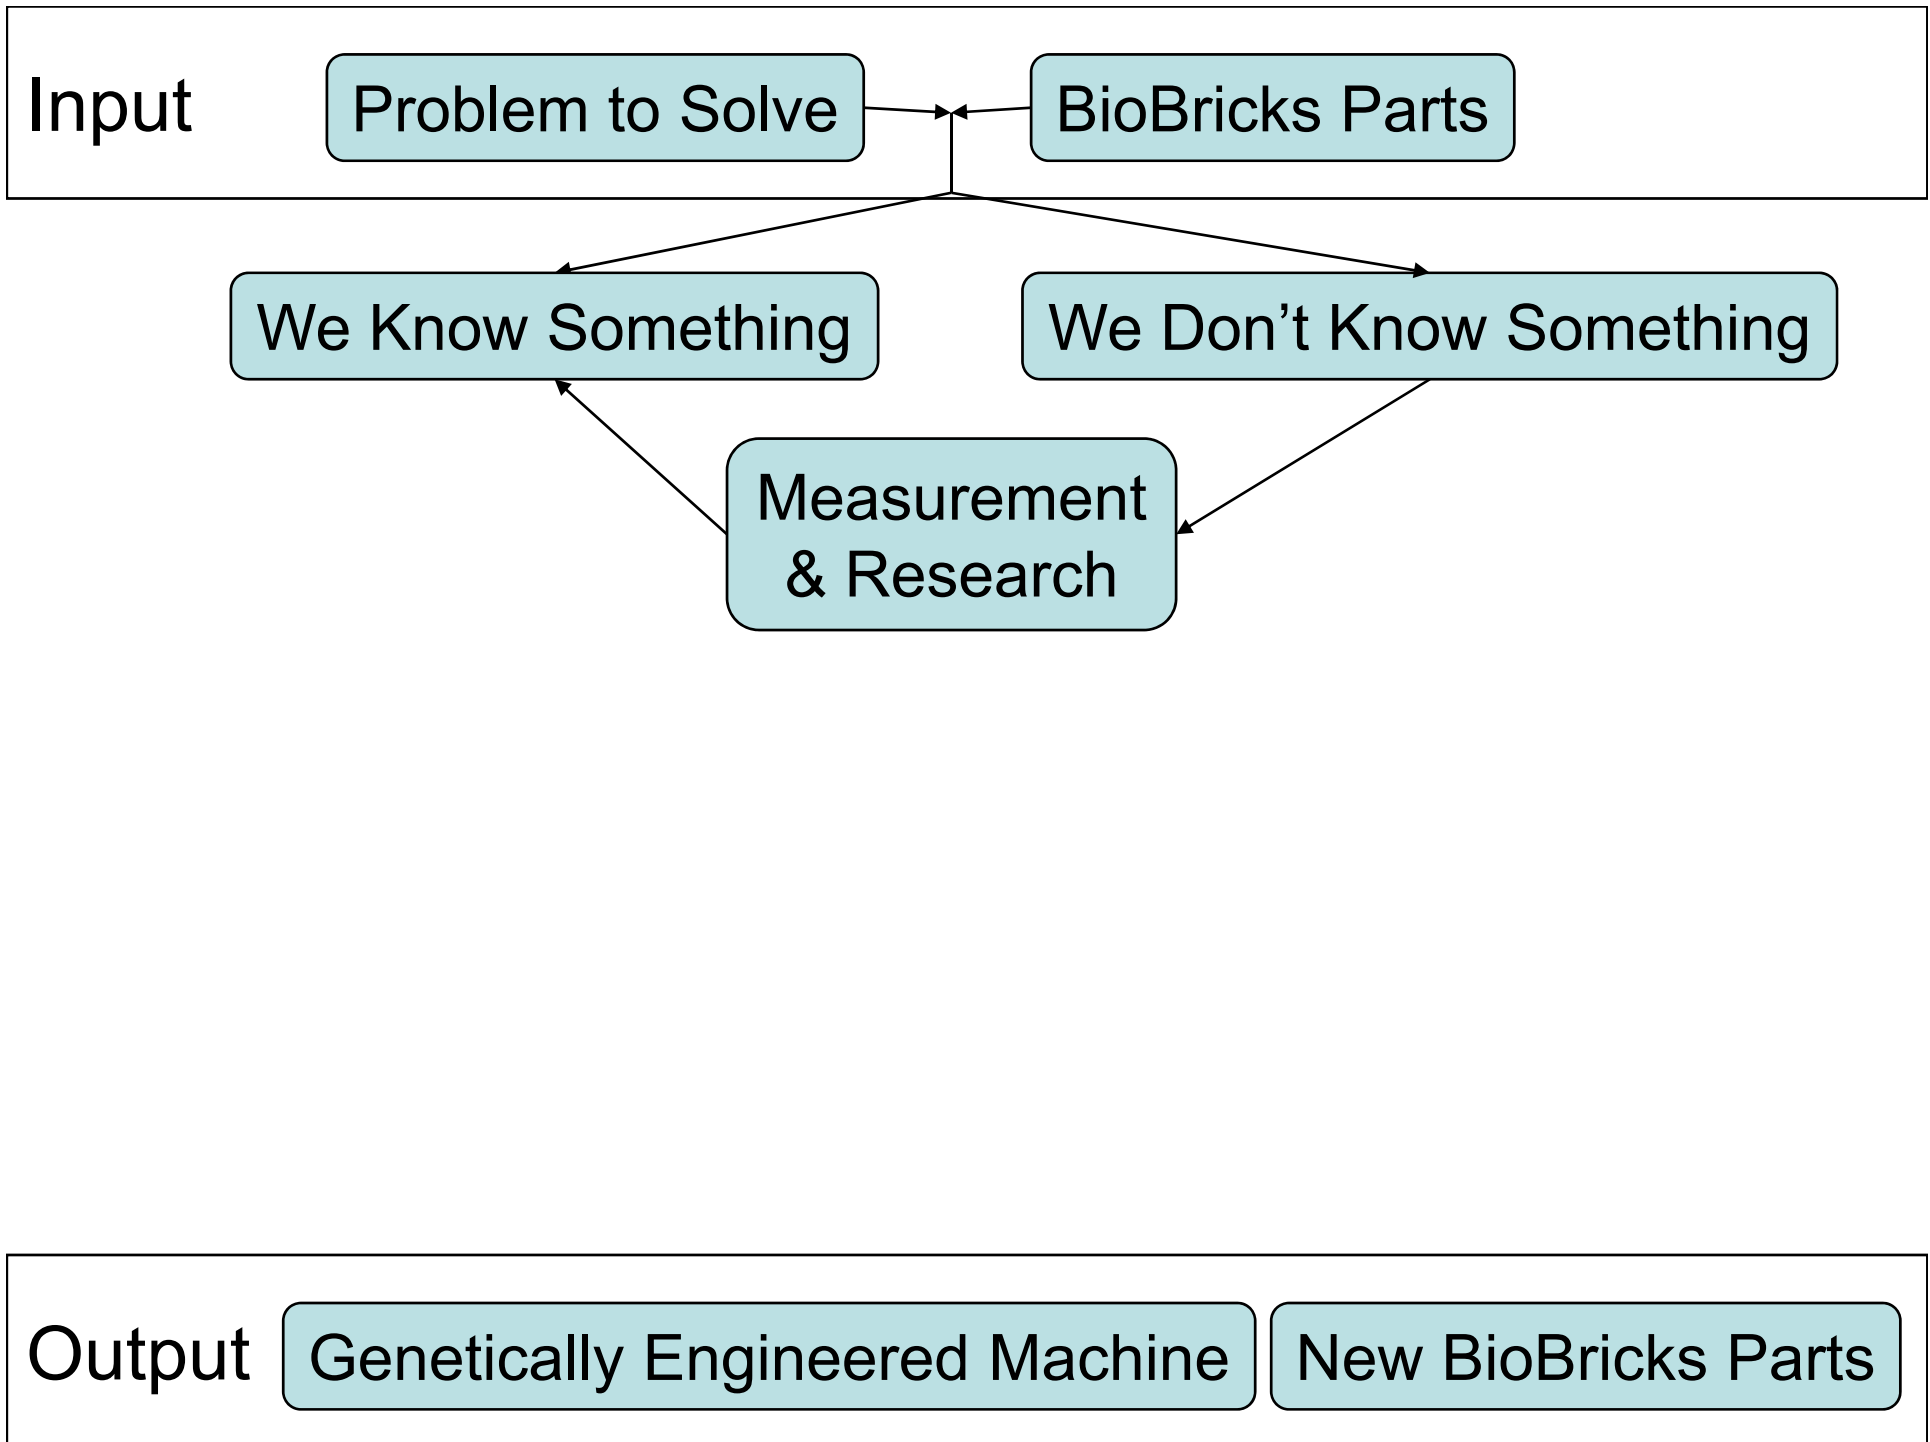 Input
Problem to Solve
BioBricks Parts
We Know Something
We Don’t Know Something
Measurement
& Research
Output
Genetically Engineered Machine
New BioBricks Parts